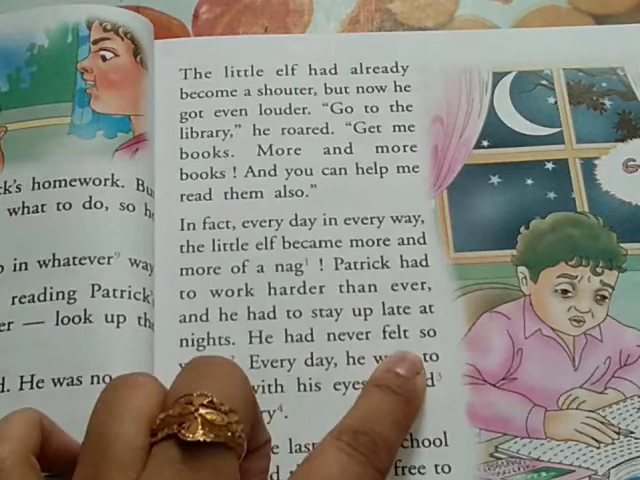 k's homework. Bu
what to do, so h
in whatever⁹ way
reading Patrick'
er — look up th
d. He was no
The little elf had already
become a shouter, but now he
got even louder. “Go to the
library,” he roared. “Get me
books. More and more
books ! And you can help me
read them also.”
In fact, every day in every way,
the little elf became more and
more of a nag¹ ! Patrick had
to work harder than ever,
and he had to stay up late at
nights. He had never felt so
Every day, he to
with his eyes
the last school
free to